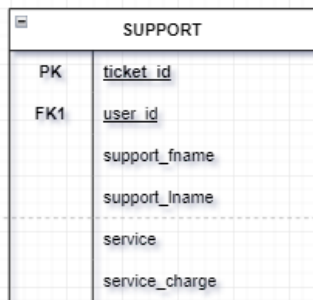 SUPPORT
PK ticket_id
FK1 user_id
support_fname
support_lname
service
service_charge